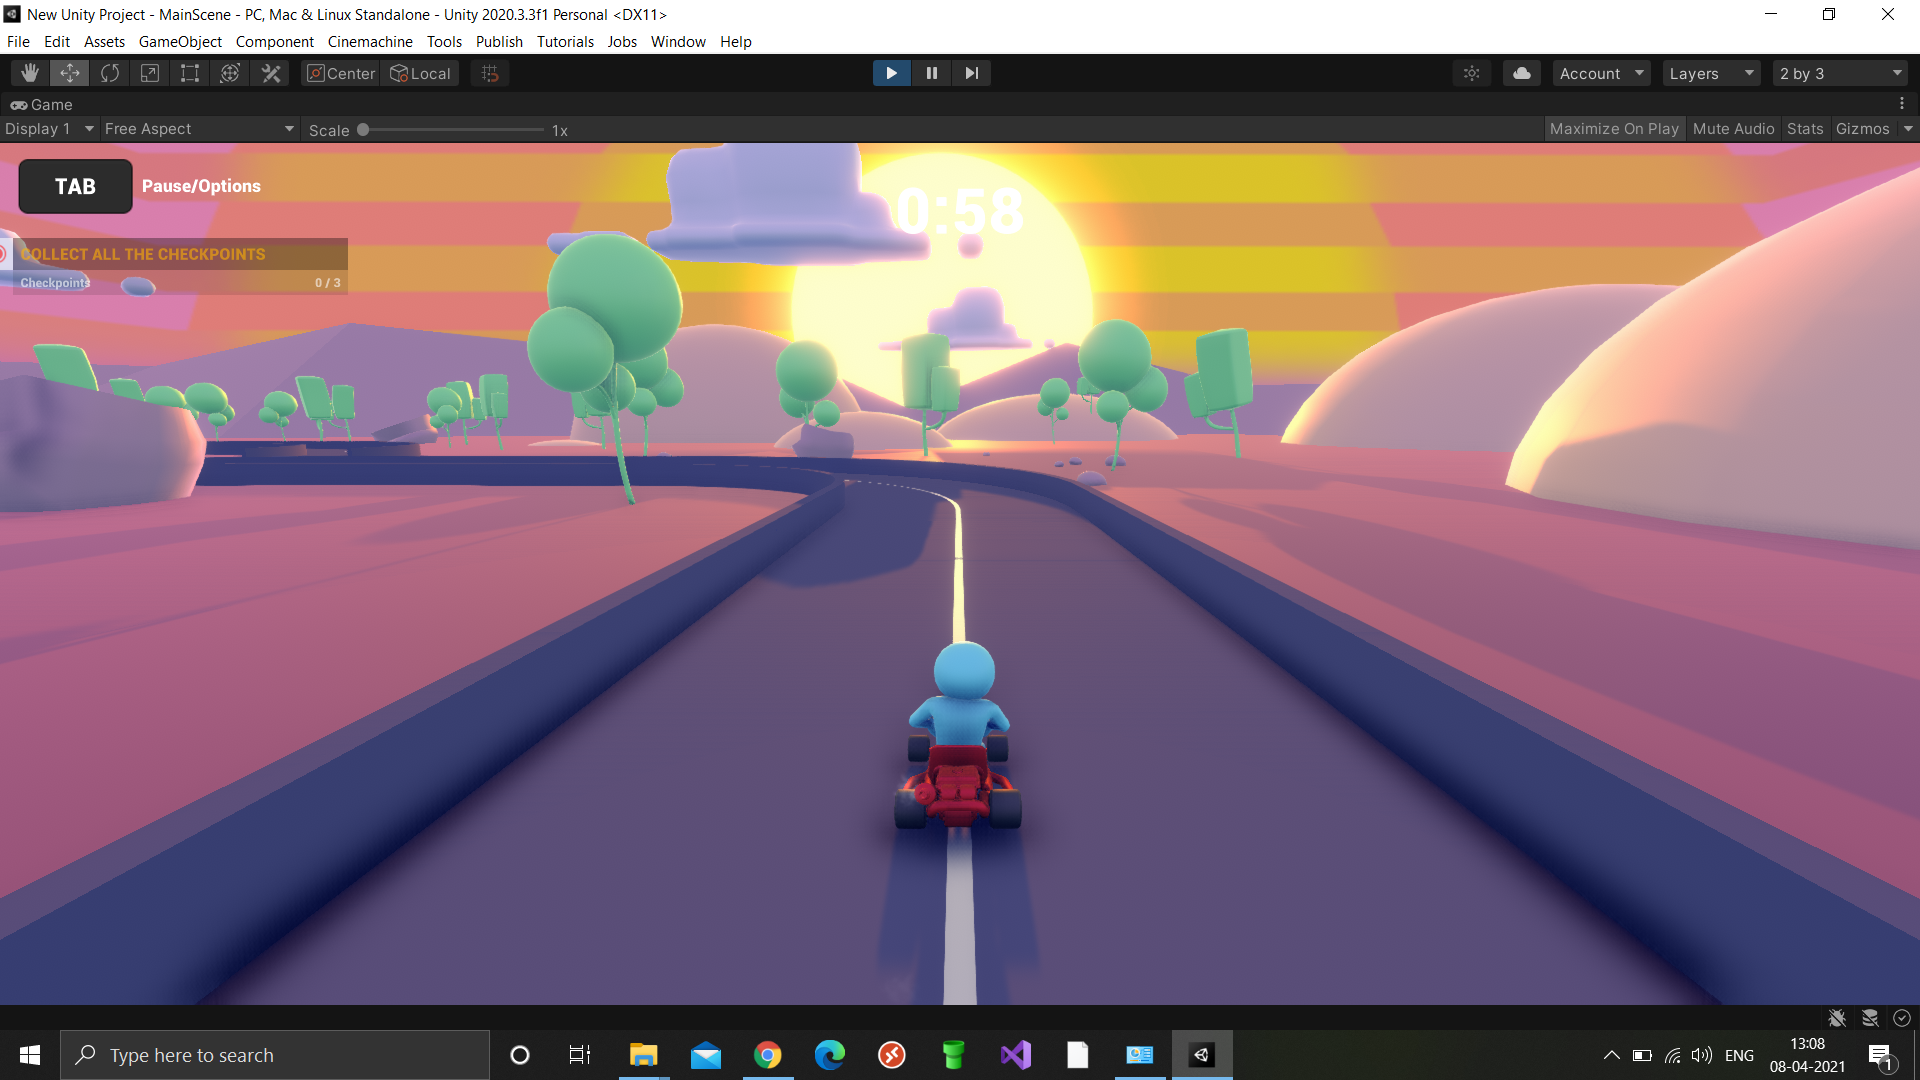 New Unity Project - MainScene - PC, Mac & Linux Standalone - Unity 2020.3.3f1 Personal <DX11>
File Edit Assets GameObject Component Cinemachine Tools Publish Tutorials Jobs Window Help
Center Local Account Layers 2 by 3
Game
Display 1 Free Aspect Scale 1x Maximize On Play Mute Audio Stats Gizmos
TAB Pause/Options
0:58
COLLECT ALL THE CHECKPOINTS
Checkpoints 0 / 3
Type here to search
ENG
13:08
08-04-2021
1